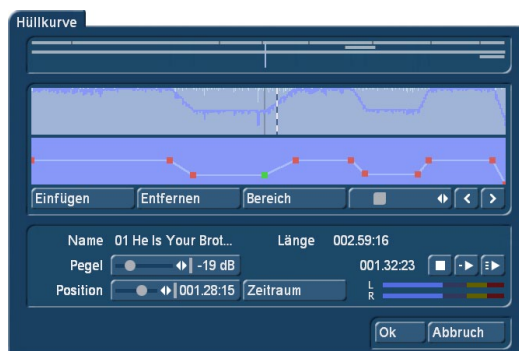 Hüllkurve
Einfügen Entfernen Bereich
Name 01 He Is Your Brot... Länge 002.59:16
Pegel -19 dB 001.32:23
Position 001.28:15 Zeitraum
L
R
Ok Abbruch